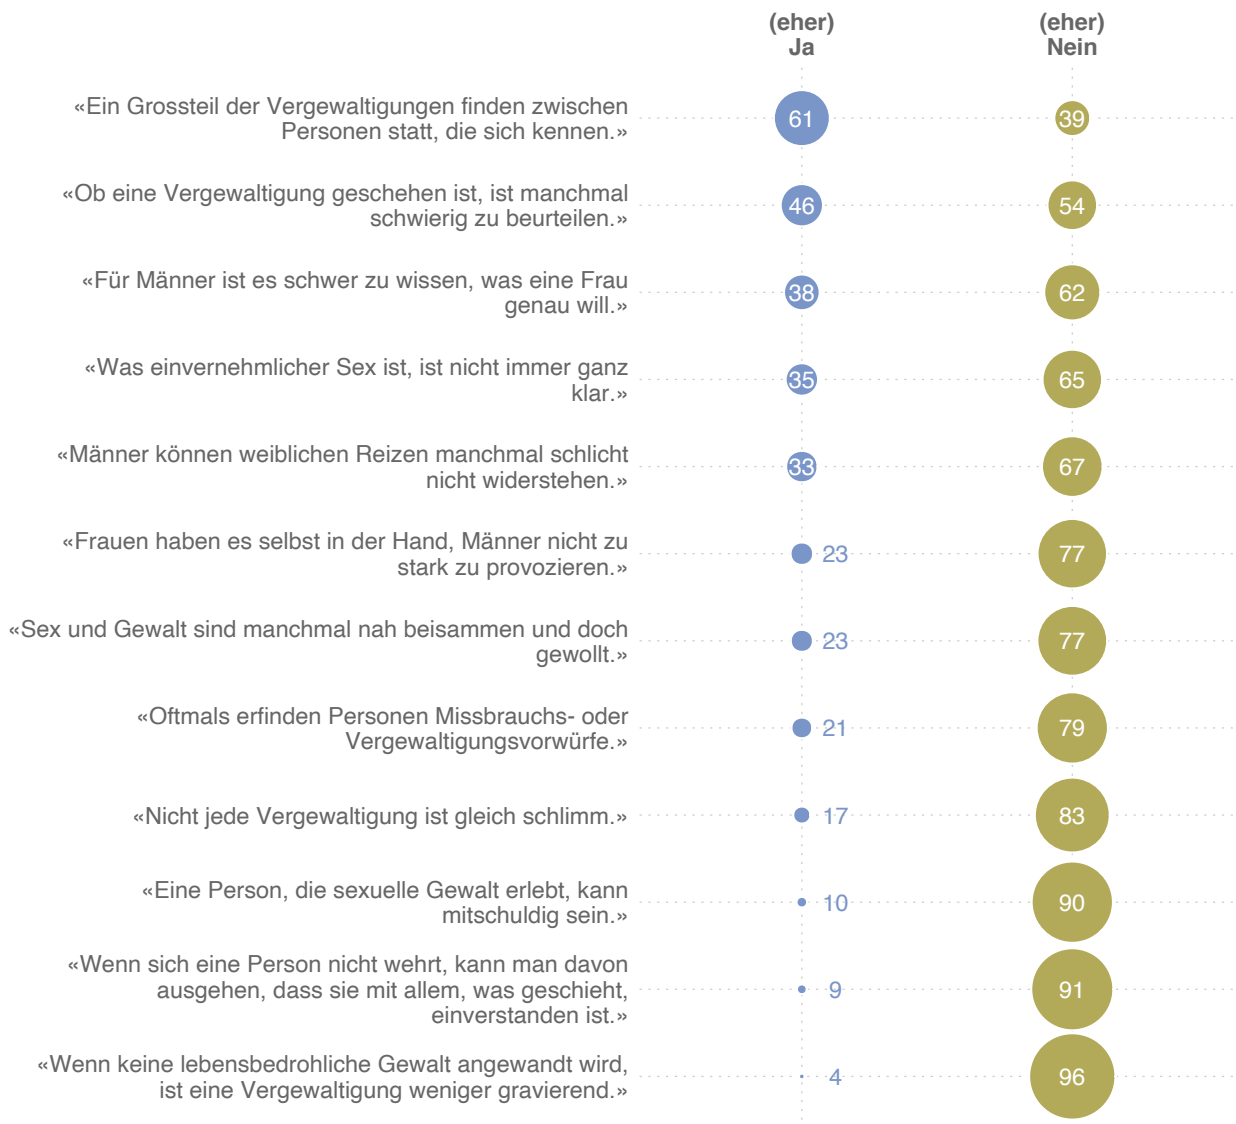 (eher)
Ja
(eher)
Nein
«Ein Grossteil der Vergewaltigungen finden zwischen
Personen statt, die sich kennen.»
61
39
«Ob eine Vergewaltigung geschehen ist, ist manchmal
schwierig zu beurteilen.»
46
54
«Für Männer ist es schwer zu wissen, was eine Frau
genau will.»
38
62
«Was einvernehmlicher Sex ist, ist nicht immer ganz
klar.»
35
65
«Männer können weiblichen Reizen manchmal schlicht
nicht widerstehen.»
33
67
«Frauen haben es selbst in der Hand, Männer nicht zu
stark zu provozieren.»
23
77
«Sex und Gewalt sind manchmal nah beisammen und doch
gewollt.»
23
77
«Oftmals erfinden Personen Missbrauchs- oder
Vergewaltigungsvorwürfe.»
21
79
«Nicht jede Vergewaltigung ist gleich schlimm.»
17
83
«Eine Person, die sexuelle Gewalt erlebt, kann
mitschuldig sein.»
10
90
«Wenn sich eine Person nicht wehrt, kann man davon
ausgehen, dass sie mit allem, was geschieht,
einverstanden ist.»
9
91
«Wenn keine lebensbedrohliche Gewalt angewandt wird,
ist eine Vergewaltigung weniger gravierend.»
4
96